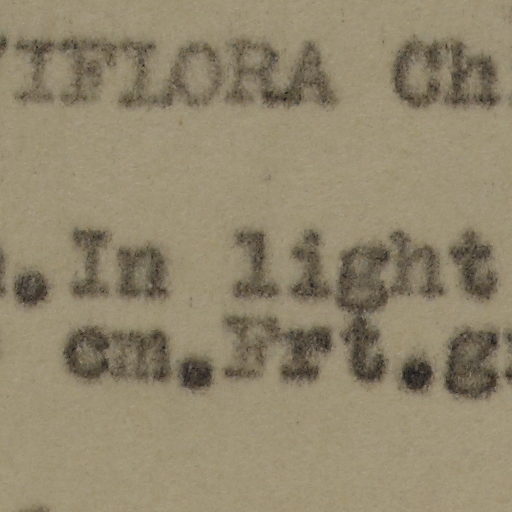 IFLORA Ch
.In light
cm.Frt.g